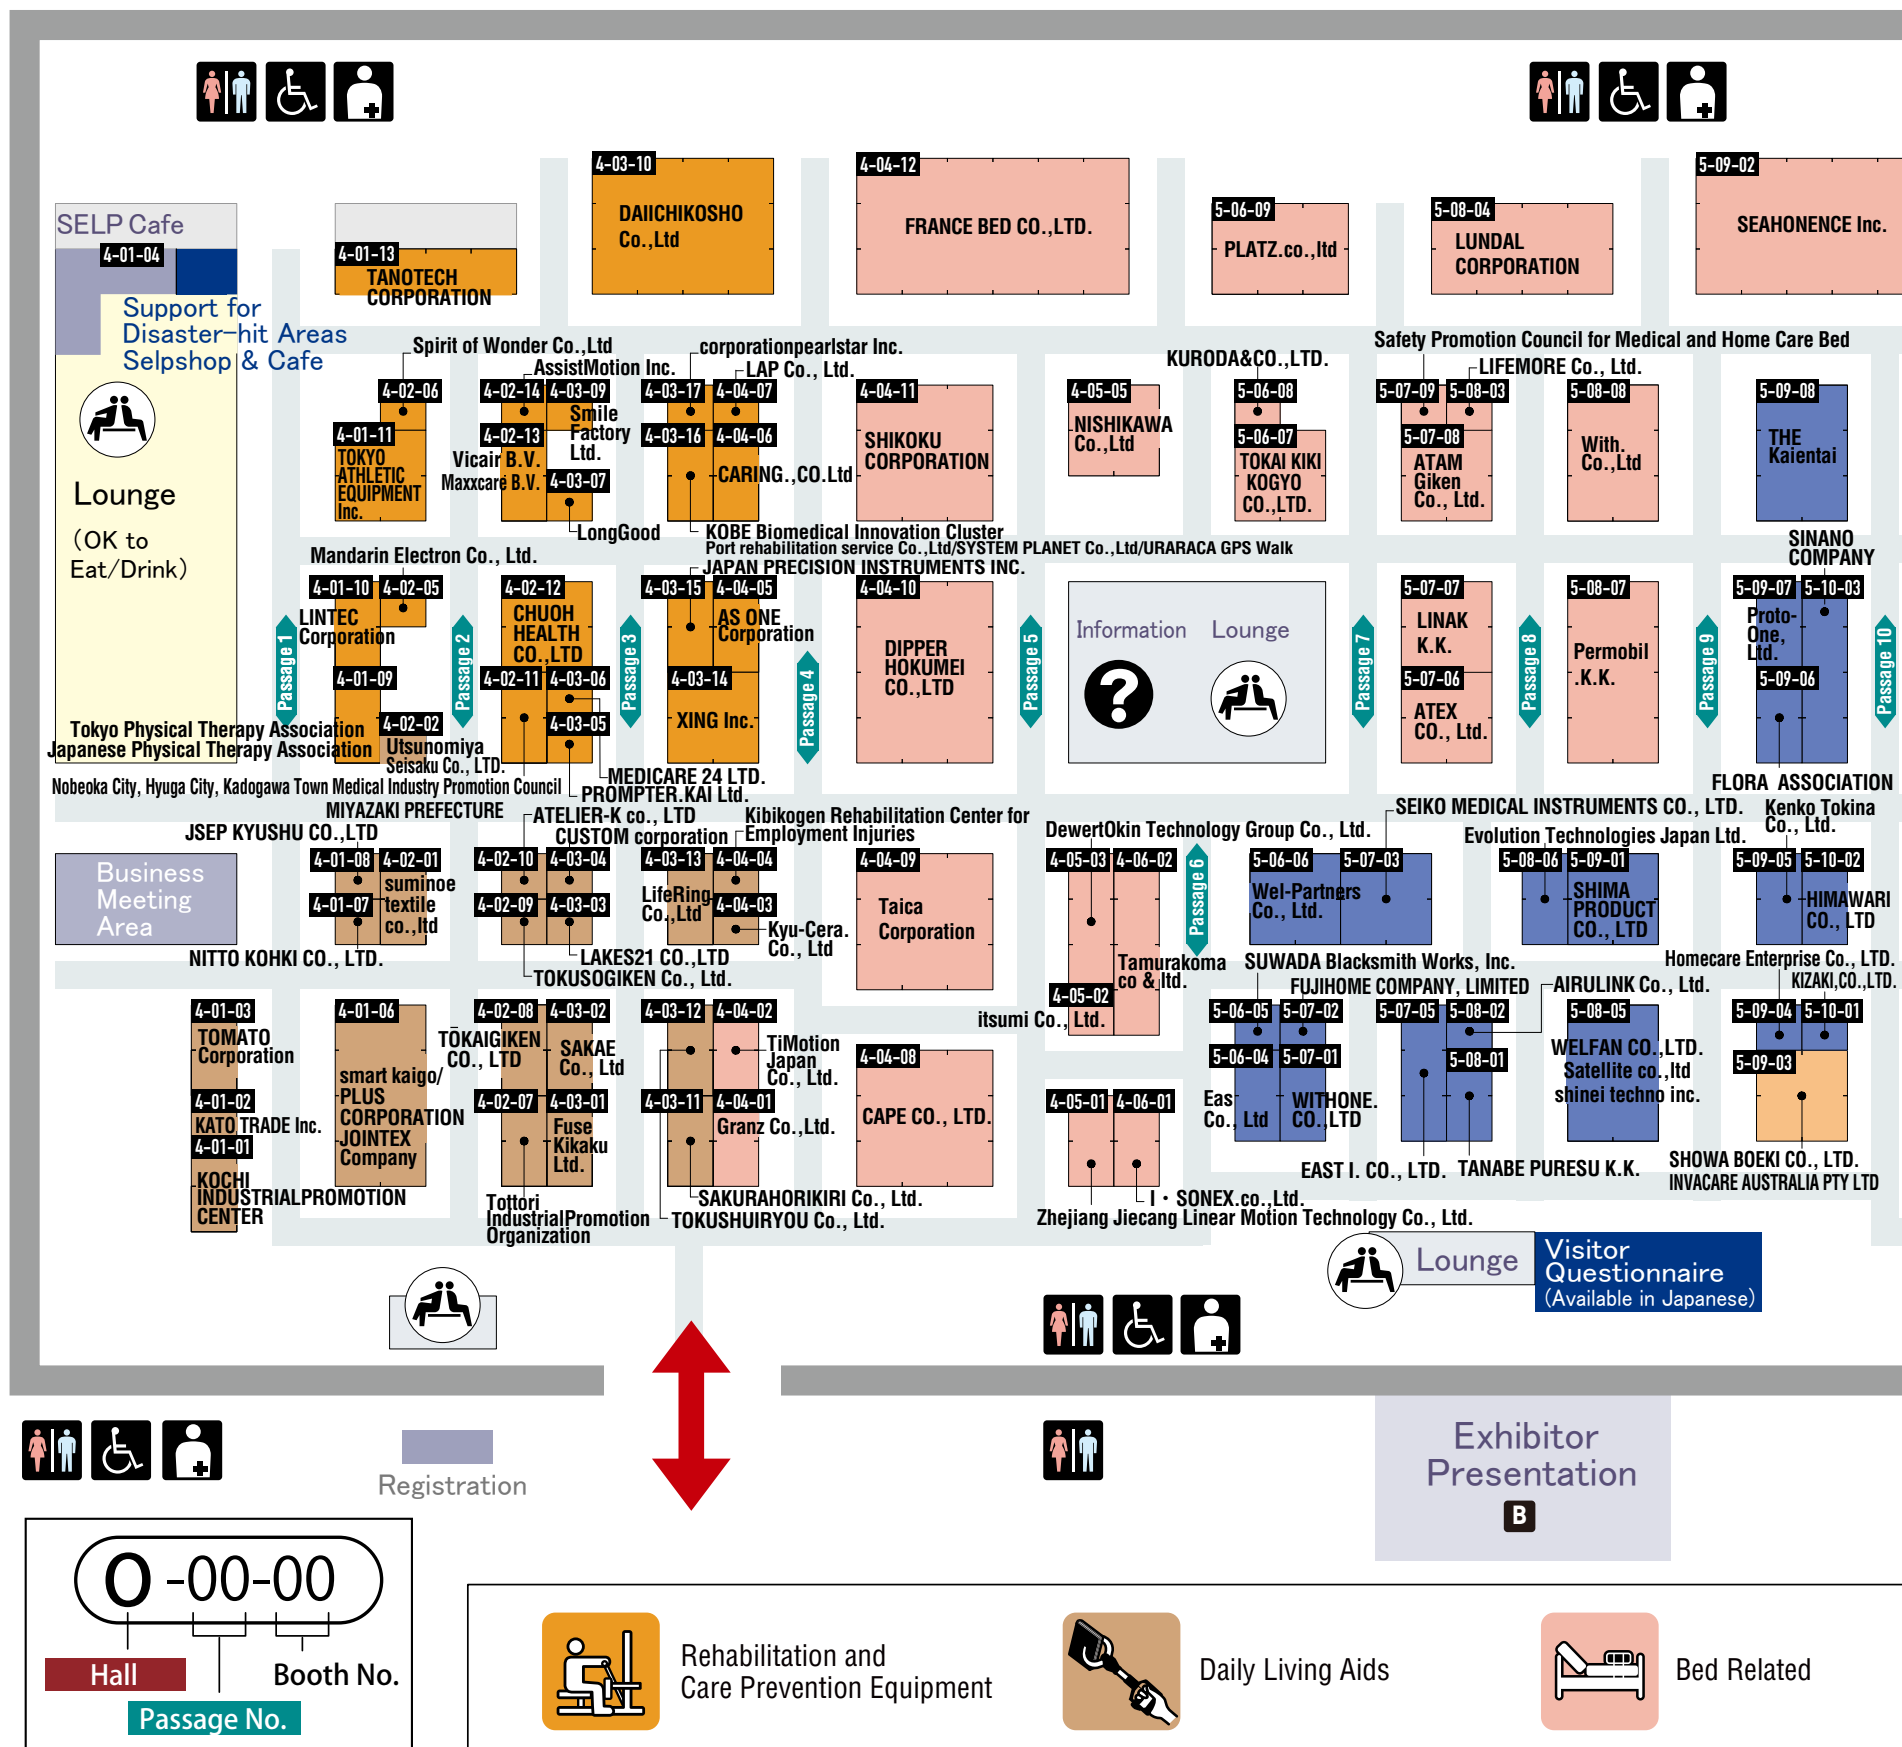 4-03-10
DAIICHIKOSHO
Co.,Ltd
4-04-12
FRANCE BED CO.,LTD.
5-06-09
PLATZ.co.,ltd
5-08-04
LUNDAL
CORPORATION
5-09-02
SEAHONENCE Inc.
SELP Cafe
4-01-04
Support for
Disaster-hit Areas
Selpshop & Cafe
Lounge
(OK to
Eat/Drink)
4-01-13
TANOTECH
CORPORATION
Spirit of Wonder Co.,Ltd
AssistMotion Inc.
corporationpearlstar Inc.
LAP Co., Ltd.
KURODA&CO.,LTD.
Safety Promotion Council for Medical and Home Care Bed
LIFEMORE Co., Ltd.
4-02-06
4-02-14
4-03-09
4-03-17
4-04-07
4-04-11
4-05-05
5-06-08
5-07-09
5-08-03
5-08-08
5-09-08
4-01-11
TOKYO
ATHLETIC
EQUIPMENT
Inc.
4-02-13
Vicair B.V.
Maxxcare B.V.
Smile
Factory
Ltd.
4-03-07
LongGood
4-03-16
4-04-06
CARING.,CO.Ltd
SHIKOKU
CORPORATION
NISHIKAWA
Co.,Ltd
5-06-07
TOKAI KIKI
KOGYO
CO.,LTD.
5-07-08
ATAM
Giken
Co., Ltd.
With.
Co.,Ltd
THE
Kaientai
KOBE Biomedical Innovation Cluster
Port rehabilitation service Co.,Ltd/SYSTEM PLANET Co.,Ltd/URARACA GPS Walk
JAPAN PRECISION INSTRUMENTS INC.
Mandarin Electron Co., Ltd.
SINANO
COMPANY
4-01-10
4-02-05
LINTEC
Corporation
4-02-12
CHUOH
HEALTH
CO.,LTD
4-03-15
4-04-05
AS ONE
Corporation
4-04-10
DIPPER
HOKUMEI
CO.,LTD
Information
Lounge
5-07-07
LINAK
K.K.
5-08-07
Permobil
.K.K.
5-09-07
5-10-03
Proto-
One,
Ltd.
Passage 1
Passage 2
Passage 3
Passage 4
Passage 5
Passage 7
Passage 8
Passage 9
Passage 10
4-01-09
4-02-11
4-03-06
4-03-14
XING Inc.
5-07-06
ATEX
CO., Ltd.
5-09-06
4-02-02
4-03-05
Tokyo Physical Therapy Association
Japanese Physical Therapy Association
Utsunomiya
Seisaku Co., LTD.
Nobeoka City, Hyuga City, Kadogawa Town Medical Industry Promotion Council
MIYAZAKI PREFECTURE
MEDICARE 24 LTD.
PROMPTER.KAI Ltd.
FLORA ASSOCIATION
JSEP KYUSHU CO.,LTD
ATELIER-K co., LTD
CUSTOM corporation
Kibikogen Rehabilitation Center for
Employment Injuries
DewertOkin Technology Group Co., Ltd.
SEIKO MEDICAL INSTRUMENTS CO., LTD.
Evolution Technologies Japan Ltd.
Kenko Tokina
Co., Ltd.
Business
Meeting
Area
4-01-08
4-02-01
suminoe
textile
co.,ltd
4-01-07
4-02-10
4-03-04
4-02-09
4-03-03
4-03-13
4-04-04
LifeRing
Co.,Ltd
4-04-03
Kyu-Cera.
Co., Ltd
4-04-09
Taica
Corporation
4-05-03
4-06-02
Passage 6
5-06-06
5-07-03
Wel-Partners
Co., Ltd.
5-08-06
5-09-01
SHIMA
PRODUCT
CO., LTD
5-09-05
5-10-02
HIMAWARI
CO., LTD
NITTO KOHKI CO., LTD.
LAKES21 CO.,LTD
TOKUSOGIKEN Co., Ltd.
Tamurakoma
co & ltd.
4-05-02
itsumi Co., Ltd.
SUWADA Blacksmith Works, Inc.
FUJIHOME COMPANY, LIMITED
AIRULINK Co., Ltd.
Homecare Enterprise Co., LTD.
KIZAKI,CO.,LTD.
4-01-03
TOMATO
Corporation
4-01-06
smart kaigo/
PLUS
CORPORATION
JOINTEX
Company
4-02-08
TOKAIGIKEN
CO., LTD
4-03-02
SAKAE
Co., Ltd
4-03-12
4-04-02
TiMotion
Japan
Co., Ltd.
4-04-08
CAPE CO., LTD.
5-06-05
5-07-02
5-06-04
5-07-01
Eas
Co., Ltd
WITHONE.
CO.,LTD
5-07-05
5-08-02
5-08-01
5-08-05
WELFAN CO.,LTD.
Satellite co.,ltd
shinei techno inc.
5-09-04
5-10-01
5-09-03
4-01-02
KATO TRADE Inc.
4-01-01
KOCHI
INDUSTRIALPROMOTION
CENTER
4-02-07
4-03-01
Fuse
Kikaku
Ltd.
4-03-11
4-04-01
Granz Co.,Ltd.
4-05-01
4-06-01
Tottori
IndustrialPromotion
Organization
SAKURAHORIKIRI Co., Ltd.
TOKUSHUIRYOU Co., Ltd.
I・SONEX.co.,Ltd.
Zhejiang Jiecang Linear Motion Technology Co., Ltd.
EAST I. CO., LTD.
TANABE PURESU K.K.
SHOWA BOEKI CO., LTD.
INVACARE AUSTRALIA PTY LTD
Lounge
Visitor
Questionnaire
(Available in Japanese)
Registration
Exhibitor
Presentation
B
0-00-00
Hall
Booth No.
Passage No.
Rehabilitation and
Care Prevention Equipment
Daily Living Aids
Bed Related